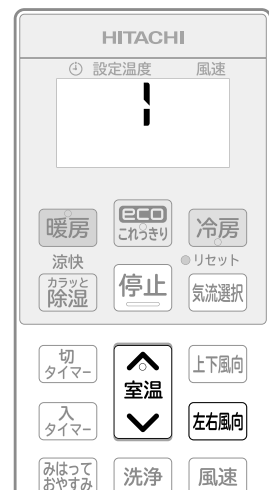 HITACHI
設定温度 風速
1
暖房 eco これっきり 冷房
涼快 カラッと 除湿 停止 リセット 気流選択
切 タイマー 室温 上下風向
入 タイマー 左右風向
みはって おやすみ 洗浄 風速